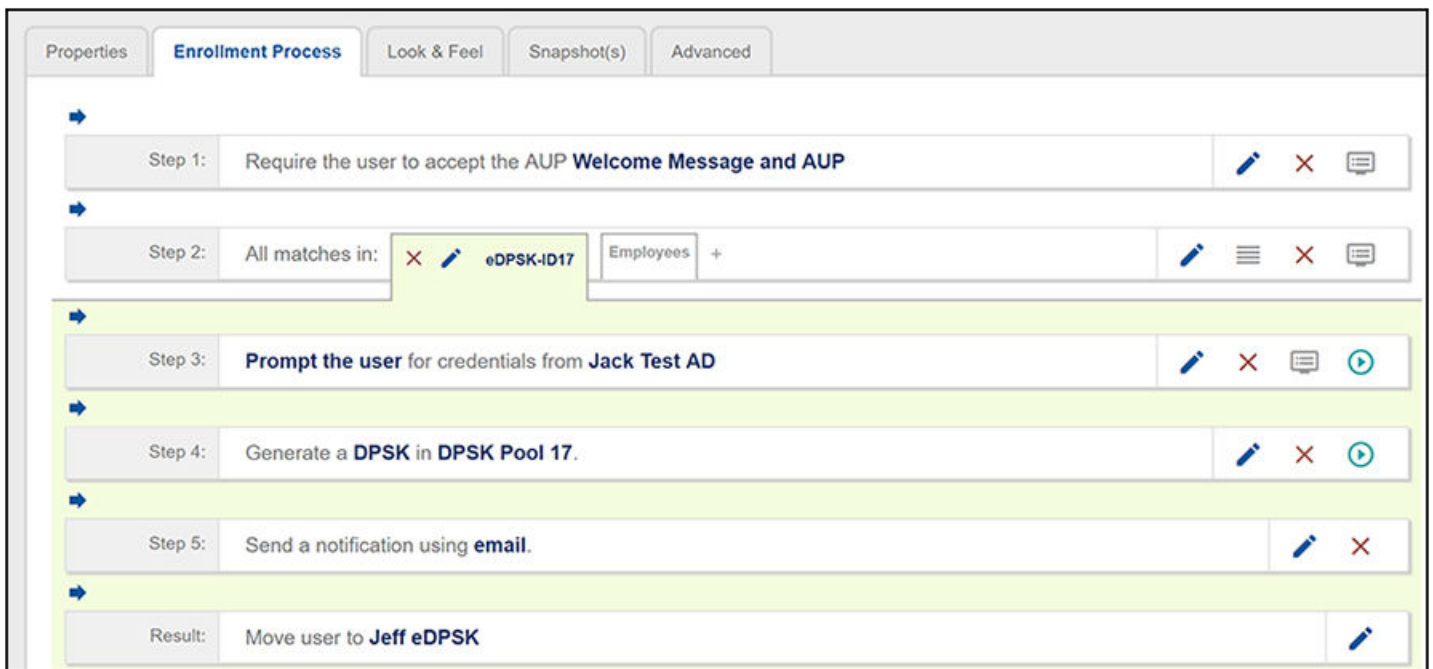 Properties Enrollment Process Look & Feel Snapshot(s) Advanced
Step 1: Require the user to accept the AUP Welcome Message and AUP
Step 2: All matches in: eDPSK-ID17 Employees +
Step 3: Prompt the user for credentials from Jack Test AD
Step 4: Generate a DPSK in DPSK Pool 17.
Step 5: Send a notification using email.
Result: Move user to Jeff eDPSK